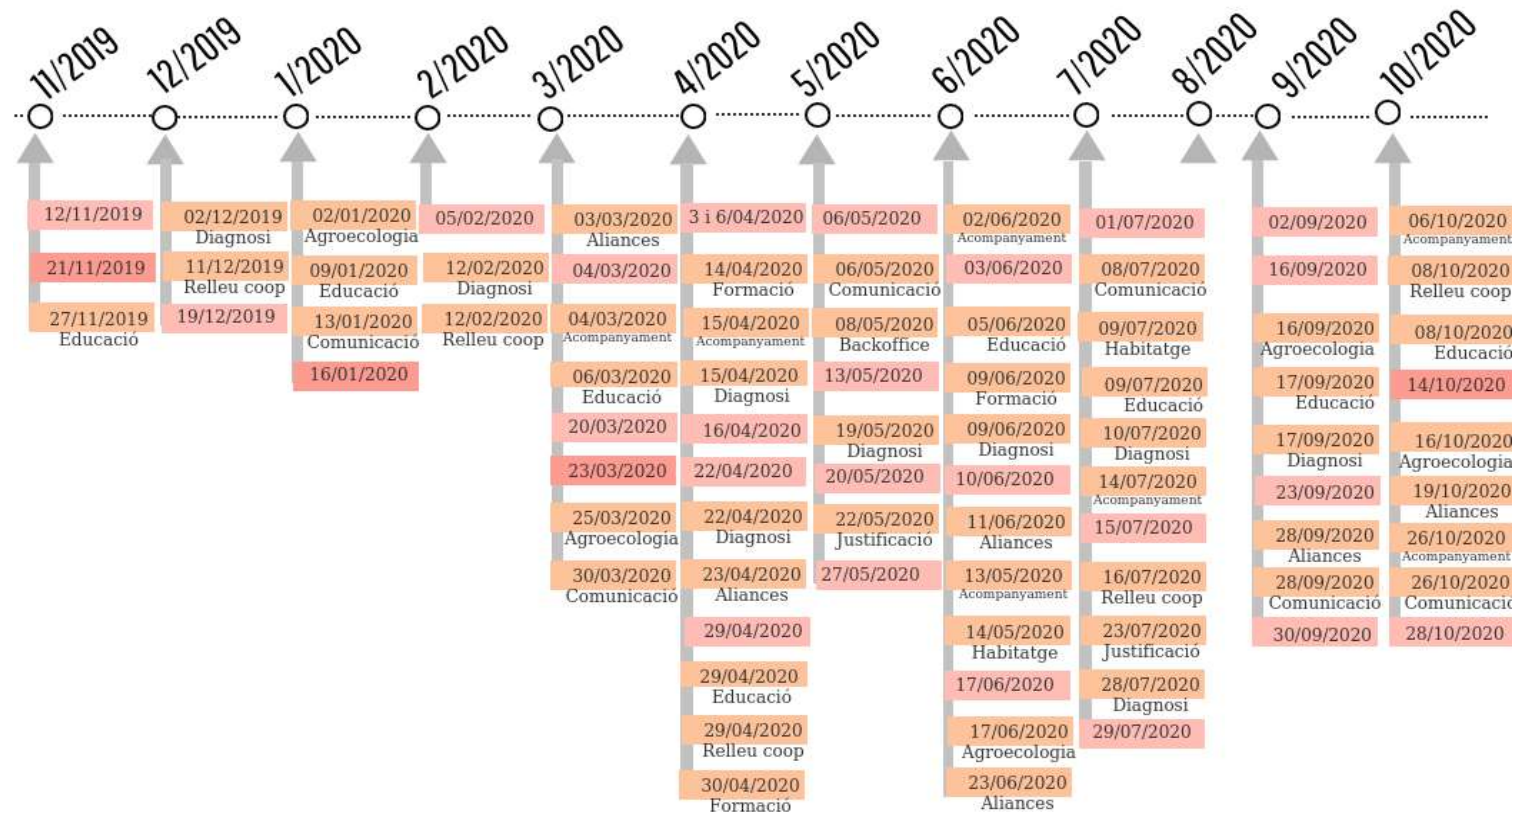 11/2019
12/2019
1/2020
2/2020
3/2020
4/2020
5/2020
6/2020
7/2020
8/2020
9/2020
10/2020
12/11/2019
21/11/2019
27/11/2019
Educació
02/12/2019
Diagnosi
11/12/2019
Relleu coop
19/12/2019
02/01/2020
Agroecologia
09/01/2020
Educació
13/01/2020
Comunicació
16/01/2020
05/02/2020
12/02/2020
Diagnosi
12/02/2020
Relleu coop
03/03/2020
Aliances
04/03/2020
04/03/2020
Acompanyament
06/03/2020
Educació
20/03/2020
23/03/2020
25/03/2020
Agroecologia
30/03/2020
Comunicació
3 i 6/04/2020
14/04/2020
Formació
15/04/2020
Acompanyament
15/04/2020
Diagnosi
16/04/2020
22/04/2020
22/04/2020
Diagnosi
23/04/2020
Aliances
29/04/2020
29/04/2020
Educació
29/04/2020
Relleu coop
30/04/2020
Formació
06/05/2020
06/05/2020
Comunicació
08/05/2020
Backoffice
13/05/2020
19/05/2020
Diagnosi
20/05/2020
22/05/2020
Justificació
27/05/2020
02/06/2020
Acompanyament
03/06/2020
05/06/2020
Educació
09/06/2020
Formació
09/06/2020
Diagnosi
10/06/2020
11/06/2020
Aliances
13/05/2020
Acompanyament
14/05/2020
Habitatge
17/06/2020
17/06/2020
Agroecologia
23/06/2020
Aliances
01/07/2020
08/07/2020
Comunicació
09/07/2020
Habitatge
09/07/2020
Educació
10/07/2020
Diagnosi
14/07/2020
Acompanyament
15/07/2020
16/07/2020
Relleu coop
23/07/2020
Justificació
28/07/2020
Diagnosi
29/07/2020
02/09/2020
16/09/2020
16/09/2020
Agroecologia
17/09/2020
Educació
17/09/2020
Diagnosi
23/09/2020
28/09/2020
Aliances
28/09/2020
Comunicació
30/09/2020
06/10/2020
Acompanyament
08/10/2020
Relleu coop
08/10/2020
Educació
14/10/2020
16/10/2020
Agroecologia
19/10/2020
Aliances
26/10/2020
Acompanyament
26/10/2020
Comunicació
28/10/2020